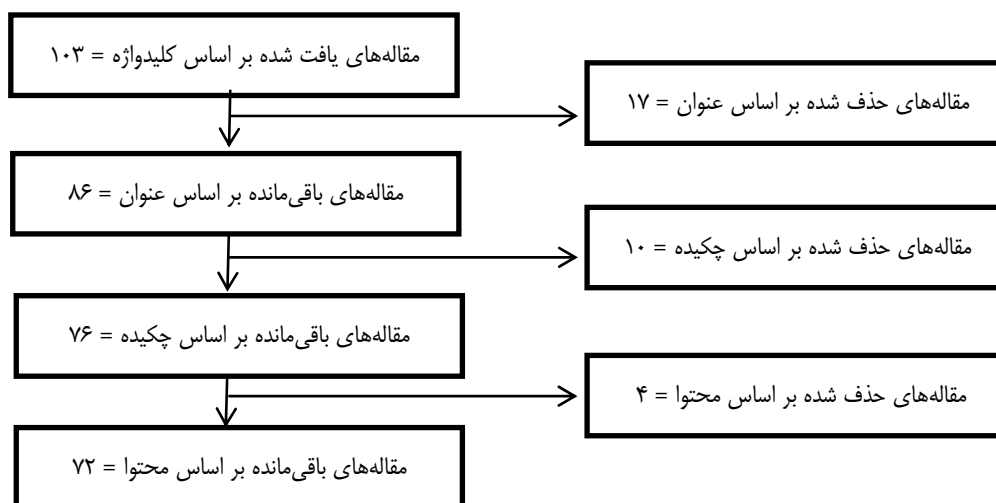 مقاله‌های یافت شده بر اساس کلیدواژه = ۱۰۳
مقاله‌های حذف شده بر اساس عنوان = ۱۷
مقاله‌های باقی‌مانده بر اساس عنوان = ۸۶
مقاله‌های حذف شده بر اساس چکیده = ۱۰
مقاله‌های باقی‌مانده بر اساس چکیده = ۷۶
مقاله‌های حذف شده بر اساس محتوا = ۴
مقاله‌های باقی‌مانده بر اساس محتوا = ۷۲